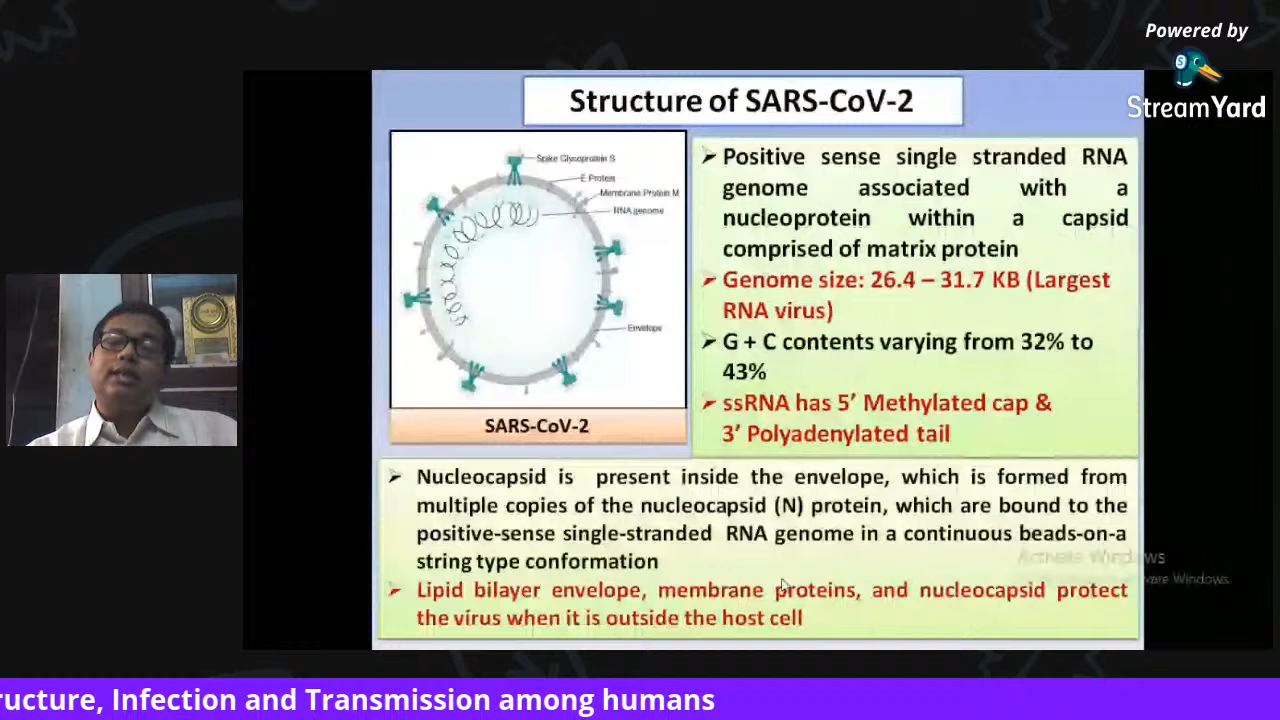 Powered by
StreamYard
Structure of SARS-CoV-2
Spike Glycoprotein S
E Protein
Membrane Protein M
RNA genome
Envelope
SARS-CoV-2
➢ Positive sense single stranded RNA
genome associated with a
nucleoprotein within a capsid
comprised of matrix protein
➢ Genome size: 26.4 – 31.7 KB (Largest
RNA virus)
➢ G + C contents varying from 32% to
43%
➢ ssRNA has 5’ Methylated cap &
3’ Polyadenylated tail
➢ Nucleocapsid is present inside the envelope, which is formed from
multiple copies of the nucleocapsid (N) protein, which are bound to the
positive-sense single-stranded RNA genome in a continuous beads-on-a
string type conformation
➢ Lipid bilayer envelope, membrane proteins, and nucleocapsid protect
the virus when it is outside the host cell
Activate Windows
Windows.
ructure, Infection and Transmission among humans